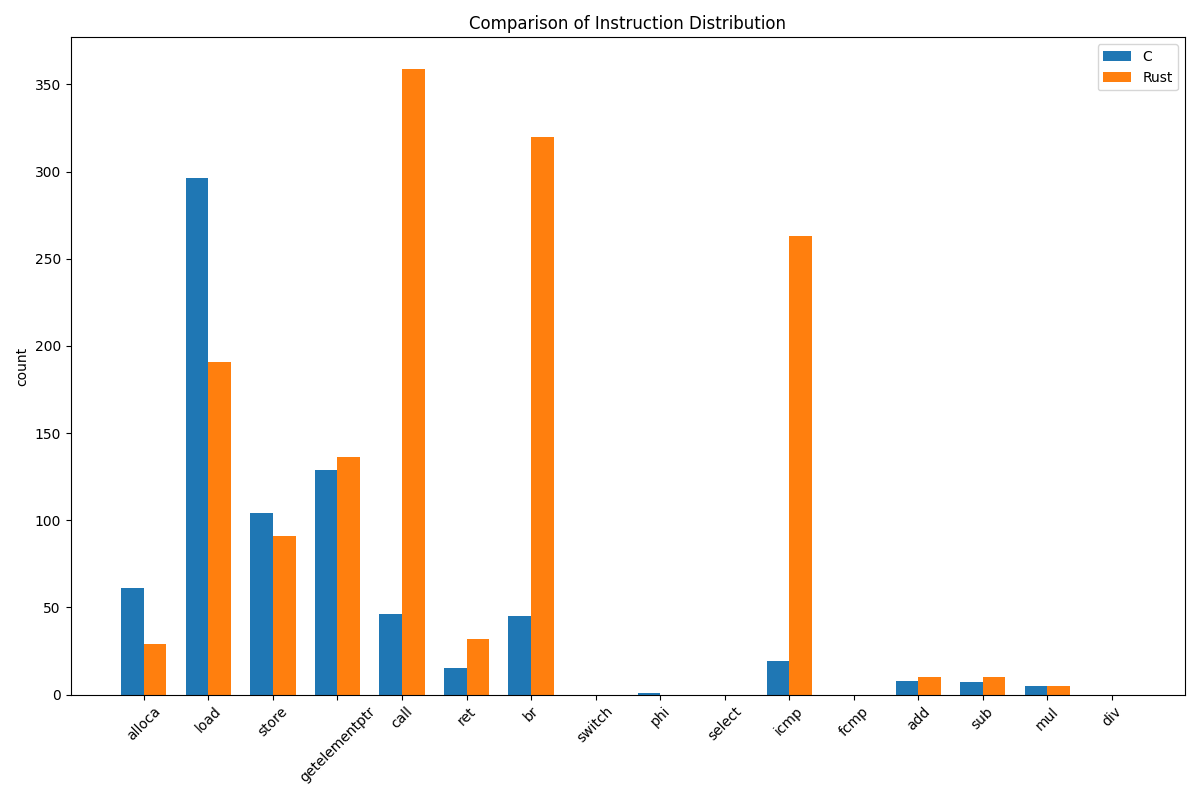 Comparison of Instruction Distribution
C
Rust
count
350
300
250
200
150
100
50
0
alloca
load
store
getelementptr
call
ret
br
switch
phi
select
icmp
fcmp
add
sub
mul
div